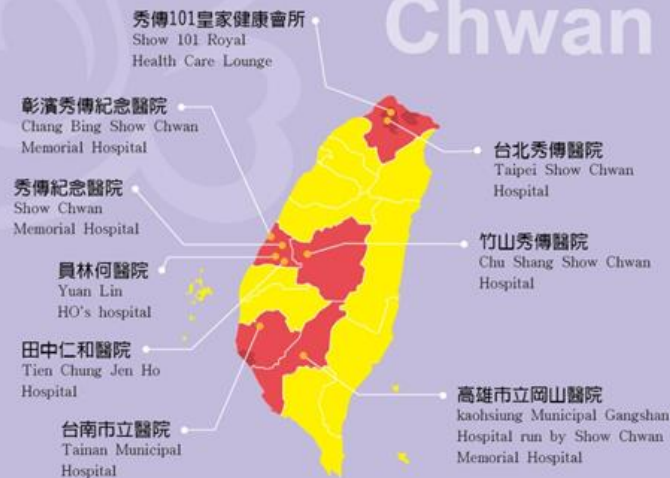 Chwan
秀傳101皇家健康會所
Show 101 Royal
Health Care Lounge
彰濱秀傳紀念醫院
Chang Bing Show Chwan
Memorial Hospital
台北秀傳醫院
Taipei Show Chwan
Hospital
秀傳紀念醫院
Show Chwan
Memorial Hospital
竹山秀傳醫院
Chu Shang Show Chwan
Hospital
員林何醫院
Yuan Lin
HO's hospital
田中仁和醫院
Tien Chung Jen Ho
Hospital
高雄市立岡山醫院
kaohsiung Municipal Gangshan
Hospital run by Show Chwan
Memorial Hospital
台南市立醫院
Tainan Municipal
Hospital